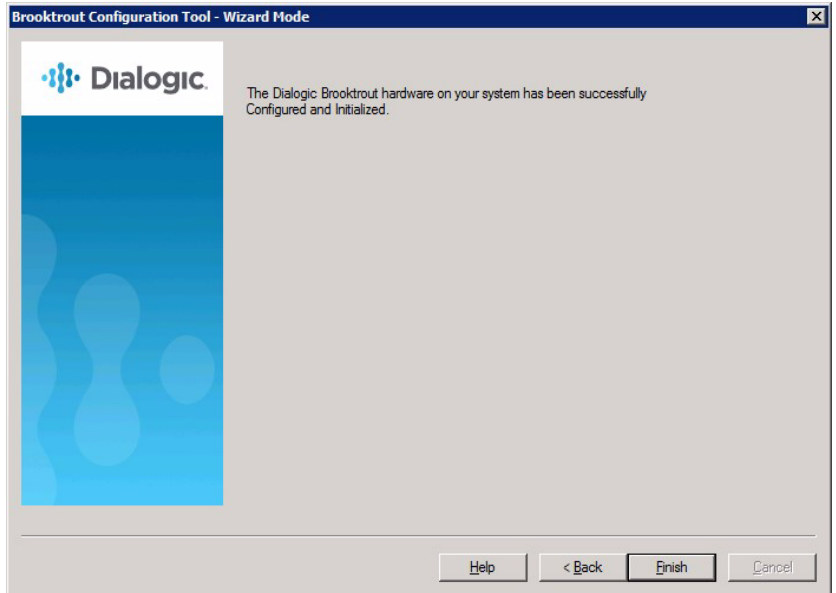 Brooktrout Configuration Tool - Wizard Mode
Dialogic.
The Dialogic Brooktrout hardware on your system has been successfully
Configured and Initialized.
Help
< Back
Finish
Cancel